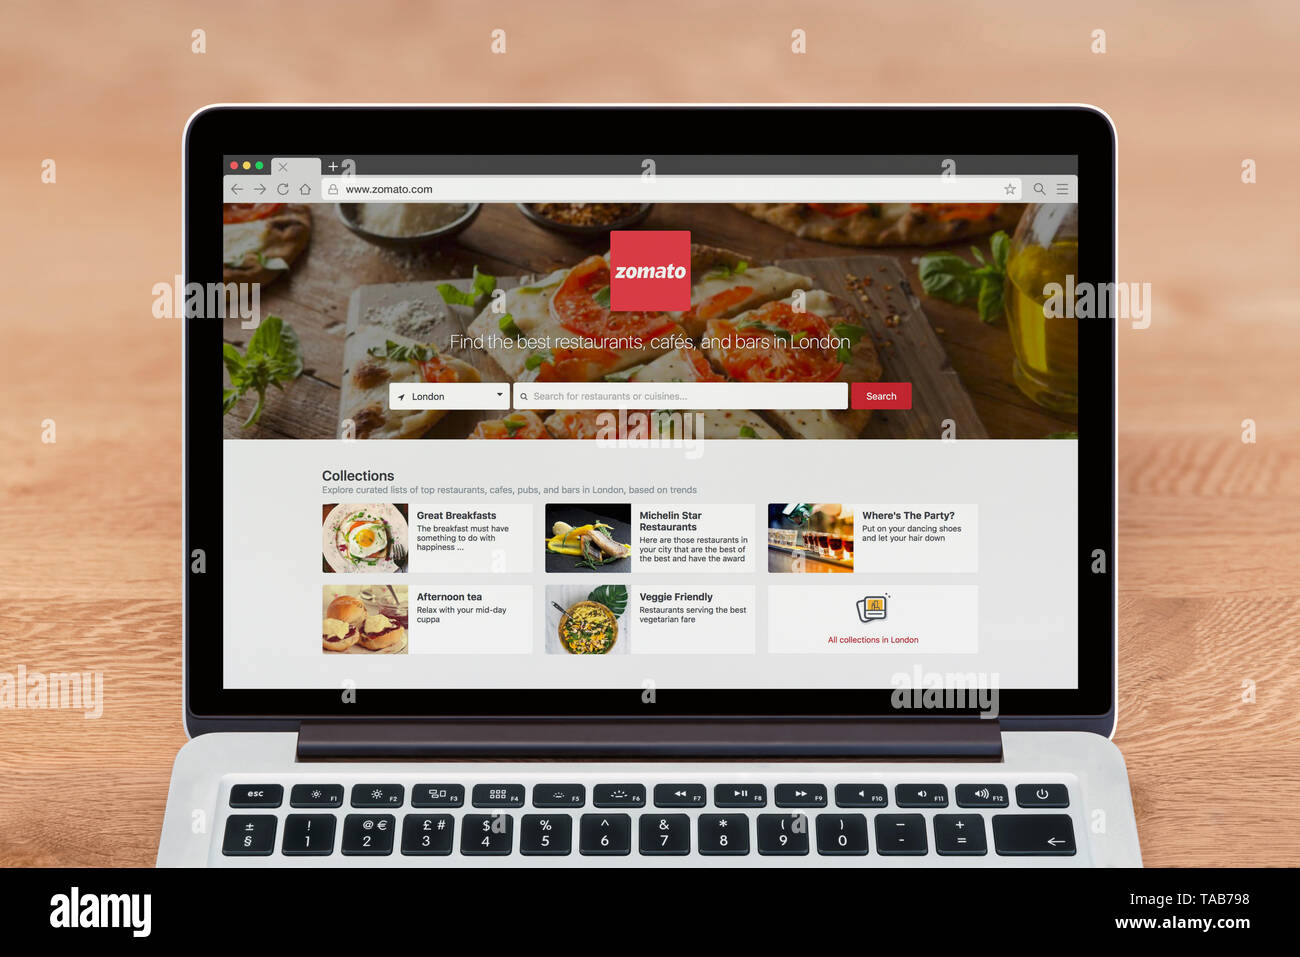 www.zomato.com
zomato
Find the best restaurants, cafés, and bars in London
London
Search for restaurants or cuisines...
Search
Collections
Explore curated lists of top restaurants, cafes, pubs, and bars in London, based on trends
Great Breakfasts
The breakfast must have
something to do with
happiness ...
Michelin Star
Restaurants
Here are those restaurants in
your city that are the best of
the best and have the award
Where's The Party?
Put on your dancing shoes
and let your hair down
Afternoon tea
Relax with your mid-day
cuppa
Veggie Friendly
Restaurants serving the best
vegetarian fare
All collections in London
esc F1 F2 F3 F4 F5 F6 F7 F8 F9 F10 F11 F12
± ! @ € £ # $ % ^ & * ( ) – +
§ 1 2 3 4 5 6 7 8 9 0 - =
a a a a
a a a
alamy alamy
a a a a
alamy alamy
a a a
alamy alamy
a a a a
alamy
Image ID: TAB798
www.alamy.com